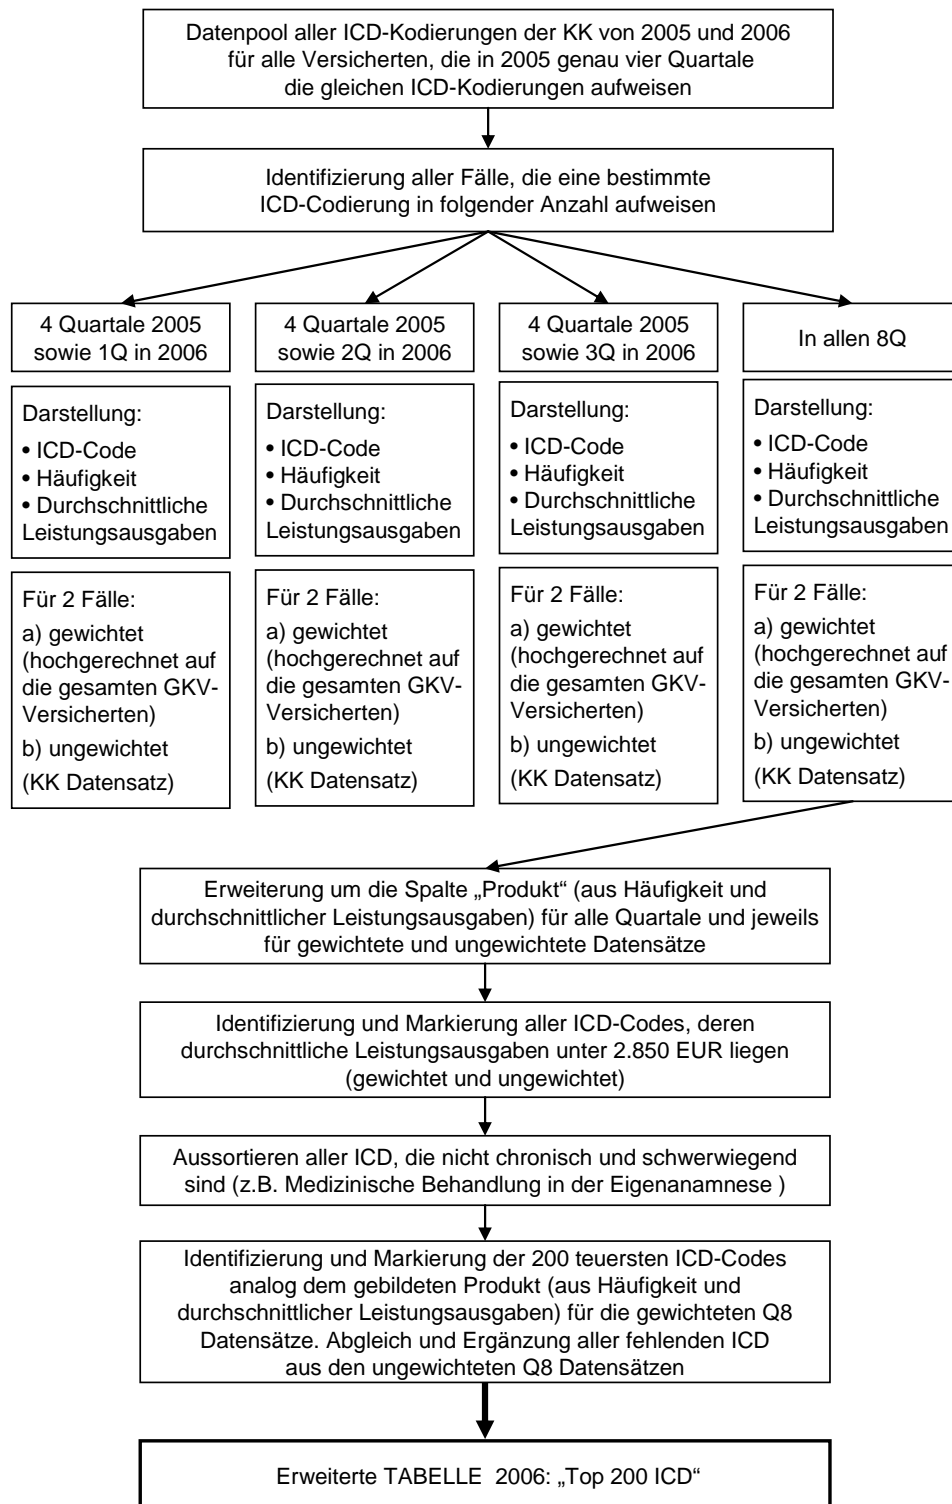 Datenpool aller ICD-Kodierungen der KK von 2005 und 2006
für alle Versicherten, die in 2005 genau vier Quartale
die gleichen ICD-Kodierungen aufweisen
Identifizierung aller Fälle, die eine bestimmte
ICD-Codierung in folgender Anzahl aufweisen
4 Quartale 2005
sowie 1Q in 2006
Darstellung:
• ICD-Code
• Häufigkeit
• Durchschnittliche
Leistungsausgaben
Für 2 Fälle:
a) gewichtet
(hochgerechnet auf
die gesamten GKV-
Versicherten)
b) ungewichtet
(KK Datensatz)
4 Quartale 2005
sowie 2Q in 2006
Darstellung:
• ICD-Code
• Häufigkeit
• Durchschnittliche
Leistungsausgaben
Für 2 Fälle:
a) gewichtet
(hochgerechnet auf
die gesamten GKV-
Versicherten)
b) ungewichtet
(KK Datensatz)
4 Quartale 2005
sowie 3Q in 2006
Darstellung:
• ICD-Code
• Häufigkeit
• Durchschnittliche
Leistungsausgaben
Für 2 Fälle:
a) gewichtet
(hochgerechnet auf
die gesamten GKV-
Versicherten)
b) ungewichtet
(KK Datensatz)
In allen 8Q
Darstellung:
• ICD-Code
• Häufigkeit
• Durchschnittliche
Leistungsausgaben
Für 2 Fälle:
a) gewichtet
(hochgerechnet auf
die gesamten GKV-
Versicherten)
b) ungewichtet
(KK Datensatz)
Erweiterung um die Spalte „Produkt“ (aus Häufigkeit und
durchschnittlicher Leistungsausgaben) für alle Quartale und jeweils
für gewichtete und ungewichtete Datensätze
Identifizierung und Markierung aller ICD-Codes, deren
durchschnittliche Leistungsausgaben unter 2.850 EUR liegen
(gewichtet und ungewichtet)
Aussortieren aller ICD, die nicht chronisch und schwerwiegend
sind (z.B. Medizinische Behandlung in der Eigenanamnese )
Identifizierung und Markierung der 200 teuersten ICD-Codes
analog dem gebildeten Produkt (aus Häufigkeit und
durchschnittlicher Leistungsausgaben) für die gewichteten Q8
Datensätze. Abgleich und Ergänzung aller fehlenden ICD
aus den ungewichteten Q8 Datensätzen
Erweiterte TABELLE 2006: „Top 200 ICD“